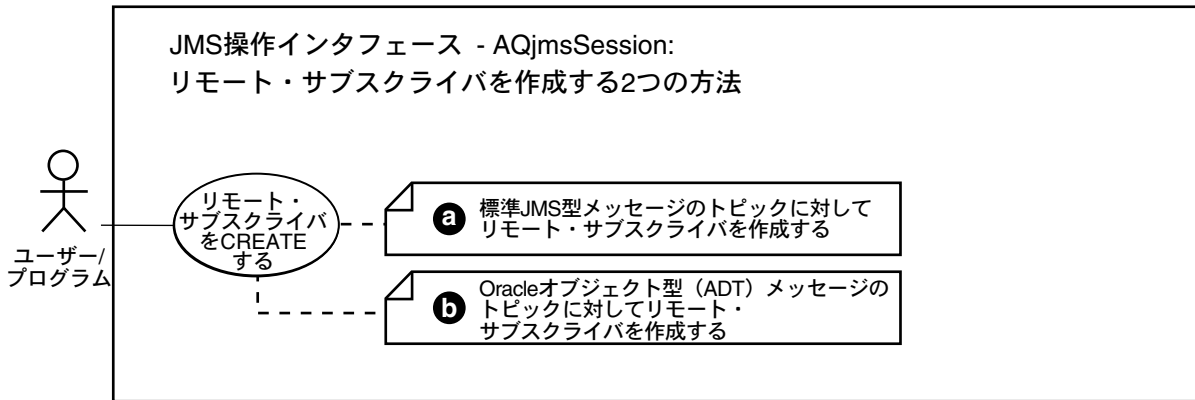 JMS操作インタフェース - AQjmsSession:
リモート・サブスクライバを作成する2つの方法
ユーザー/
プログラム
リモート・
サブスクライバ
をCREATE
する
a 標準JMS型メッセージのトピックに対して
リモート・サブスクライバを作成する
b Oracleオブジェクト型（ADT）メッセージの
トピックに対してリモート・
サブスクライバを作成する